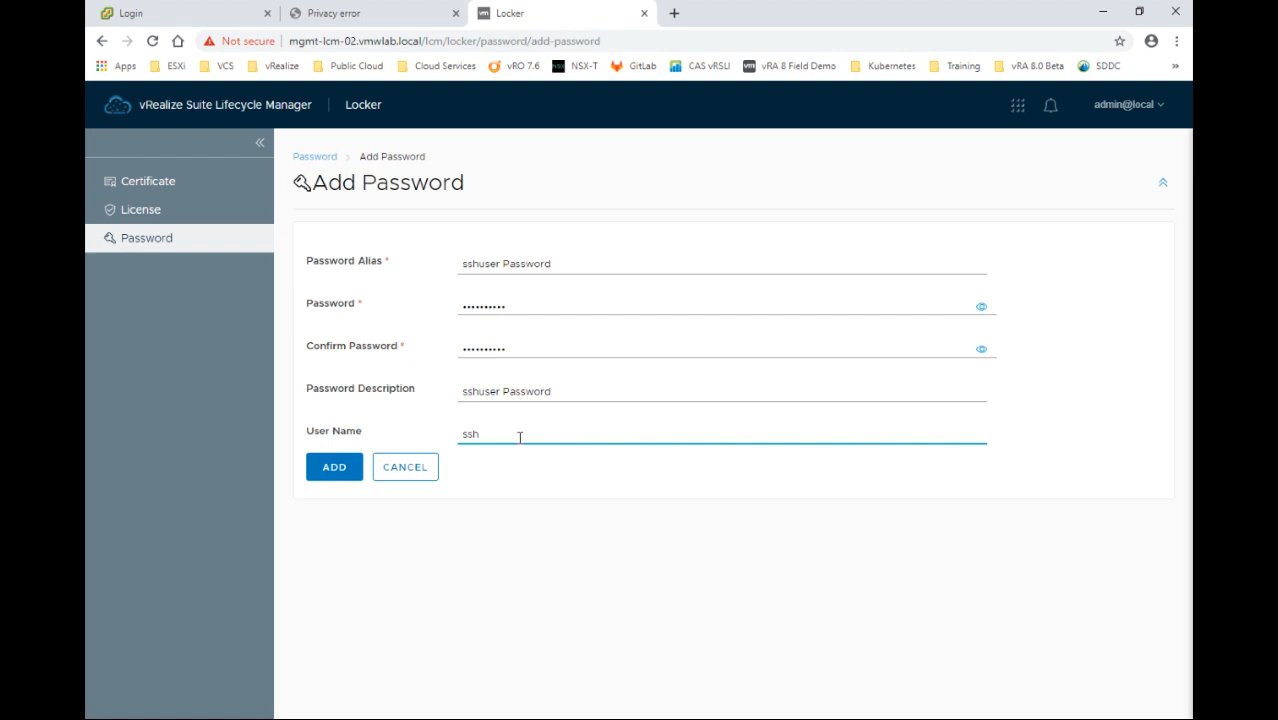 Login
Privacy error
Locker
Not secure mgmt-lcm-02.vmwlab.local/lcm/locker/password/add-password
Apps ESXi VCS vRealize Public Cloud Cloud Services vRO 7.6 NSX-T GitLab CAS vRSLI vRA 8 Field Demo Kubernetes Training vRA 8.0 Beta SDDC »
vRealize Suite Lifecycle Manager Locker admin@local
Certificate
License
Password
Password > Add Password
Add Password
Password Alias * sshuser Password
Password * ••••••••••
Confirm Password * ••••••••••
Password Description sshuser Password
User Name ssh
ADD CANCEL